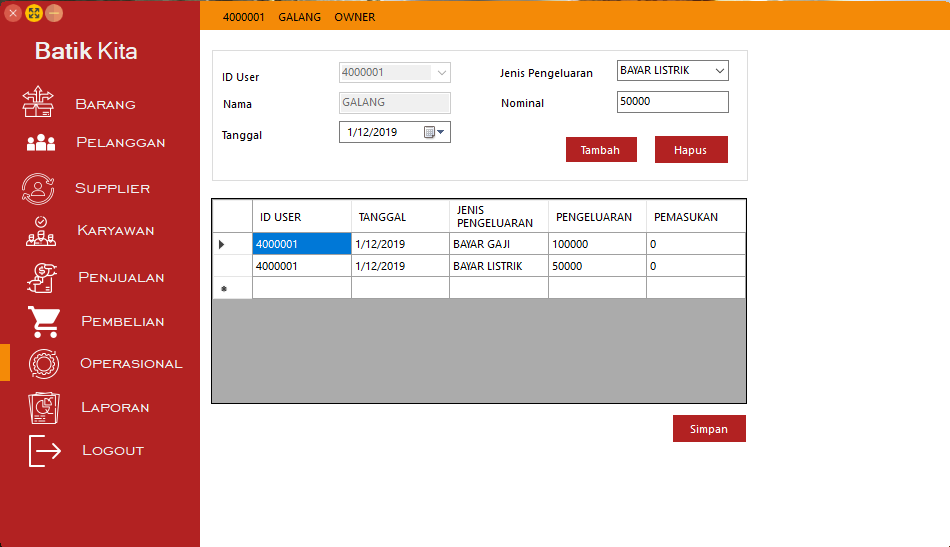 4000001 GALANG OWNER
Batik Kita
BARANG
PELANGGAN
SUPPLIER
KARYAWAN
PENJUALAN
PEMBELIAN
OPERASIONAL
LAPORAN
LOGOUT
ID User 4000001 Jenis Pengeluaran BAYAR LISTRIK
Nama GALANG Nominal 50000
Tanggal 1/12/2019
Tambah Hapus
ID USER TANGGAL JENIS PENGELUARAN PENGELUARAN PEMASUKAN
4000001 1/12/2019 BAYAR GAJI 100000 0
4000001 1/12/2019 BAYAR LISTRIK 50000 0
Simpan